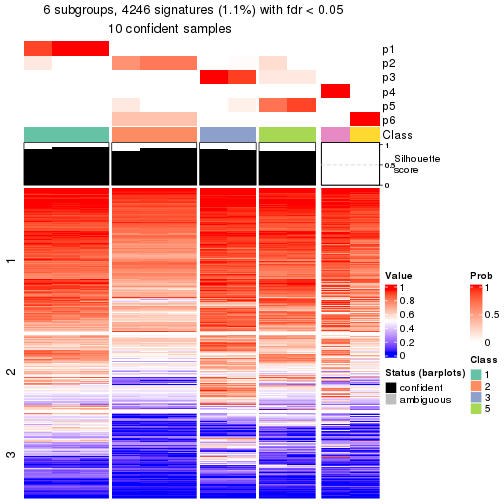 6 subgroups, 4246 signatures (1.1%) with fdr < 0.05
10 confident samples
p1
p2
p3
p4
p5
p6
Class
1
0.5
0
Silhouette
score
1
2
3
Value
1
0.8
0.6
0.4
0.2
0
Prob
1
0.5
0
Status (barplots)
confident
ambiguous
Class
1
2
3
5